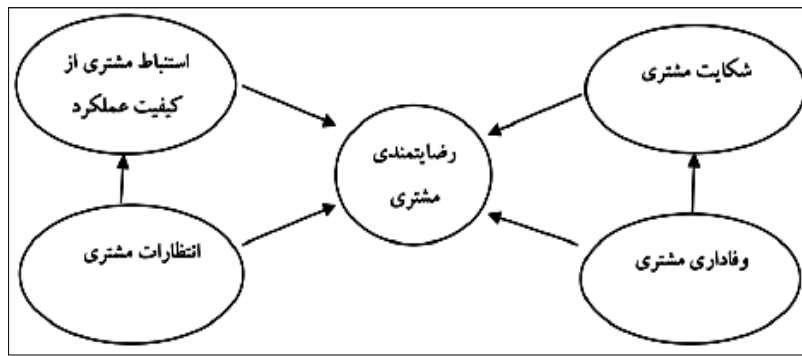 شکایت مشتری
استنباط مشتری از
کیفیت عملکرد
رضایتمندی
مشتری
وفاداری مشتری
انتظارات مشتری